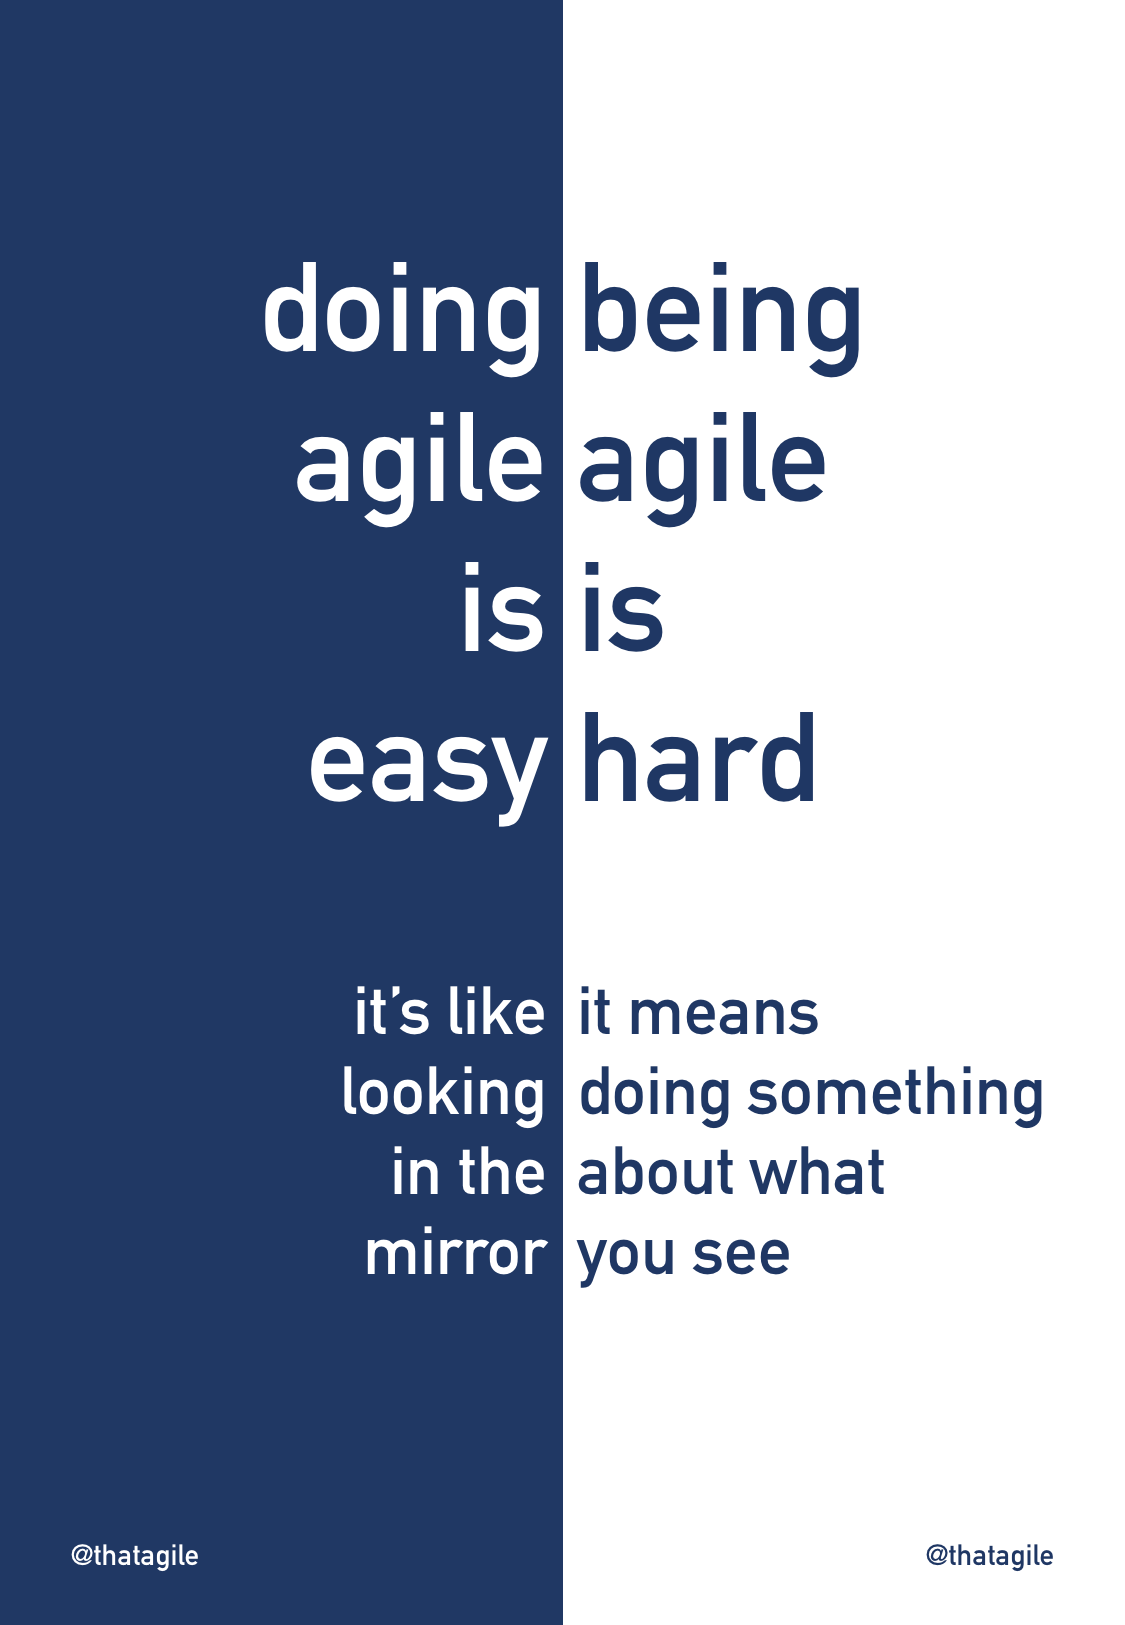 doing
agile
is
easy
it’s like
looking
in the
mirror
@thatagile
being
agile
is
hard
it means
doing something
about what
you see
@thatagile